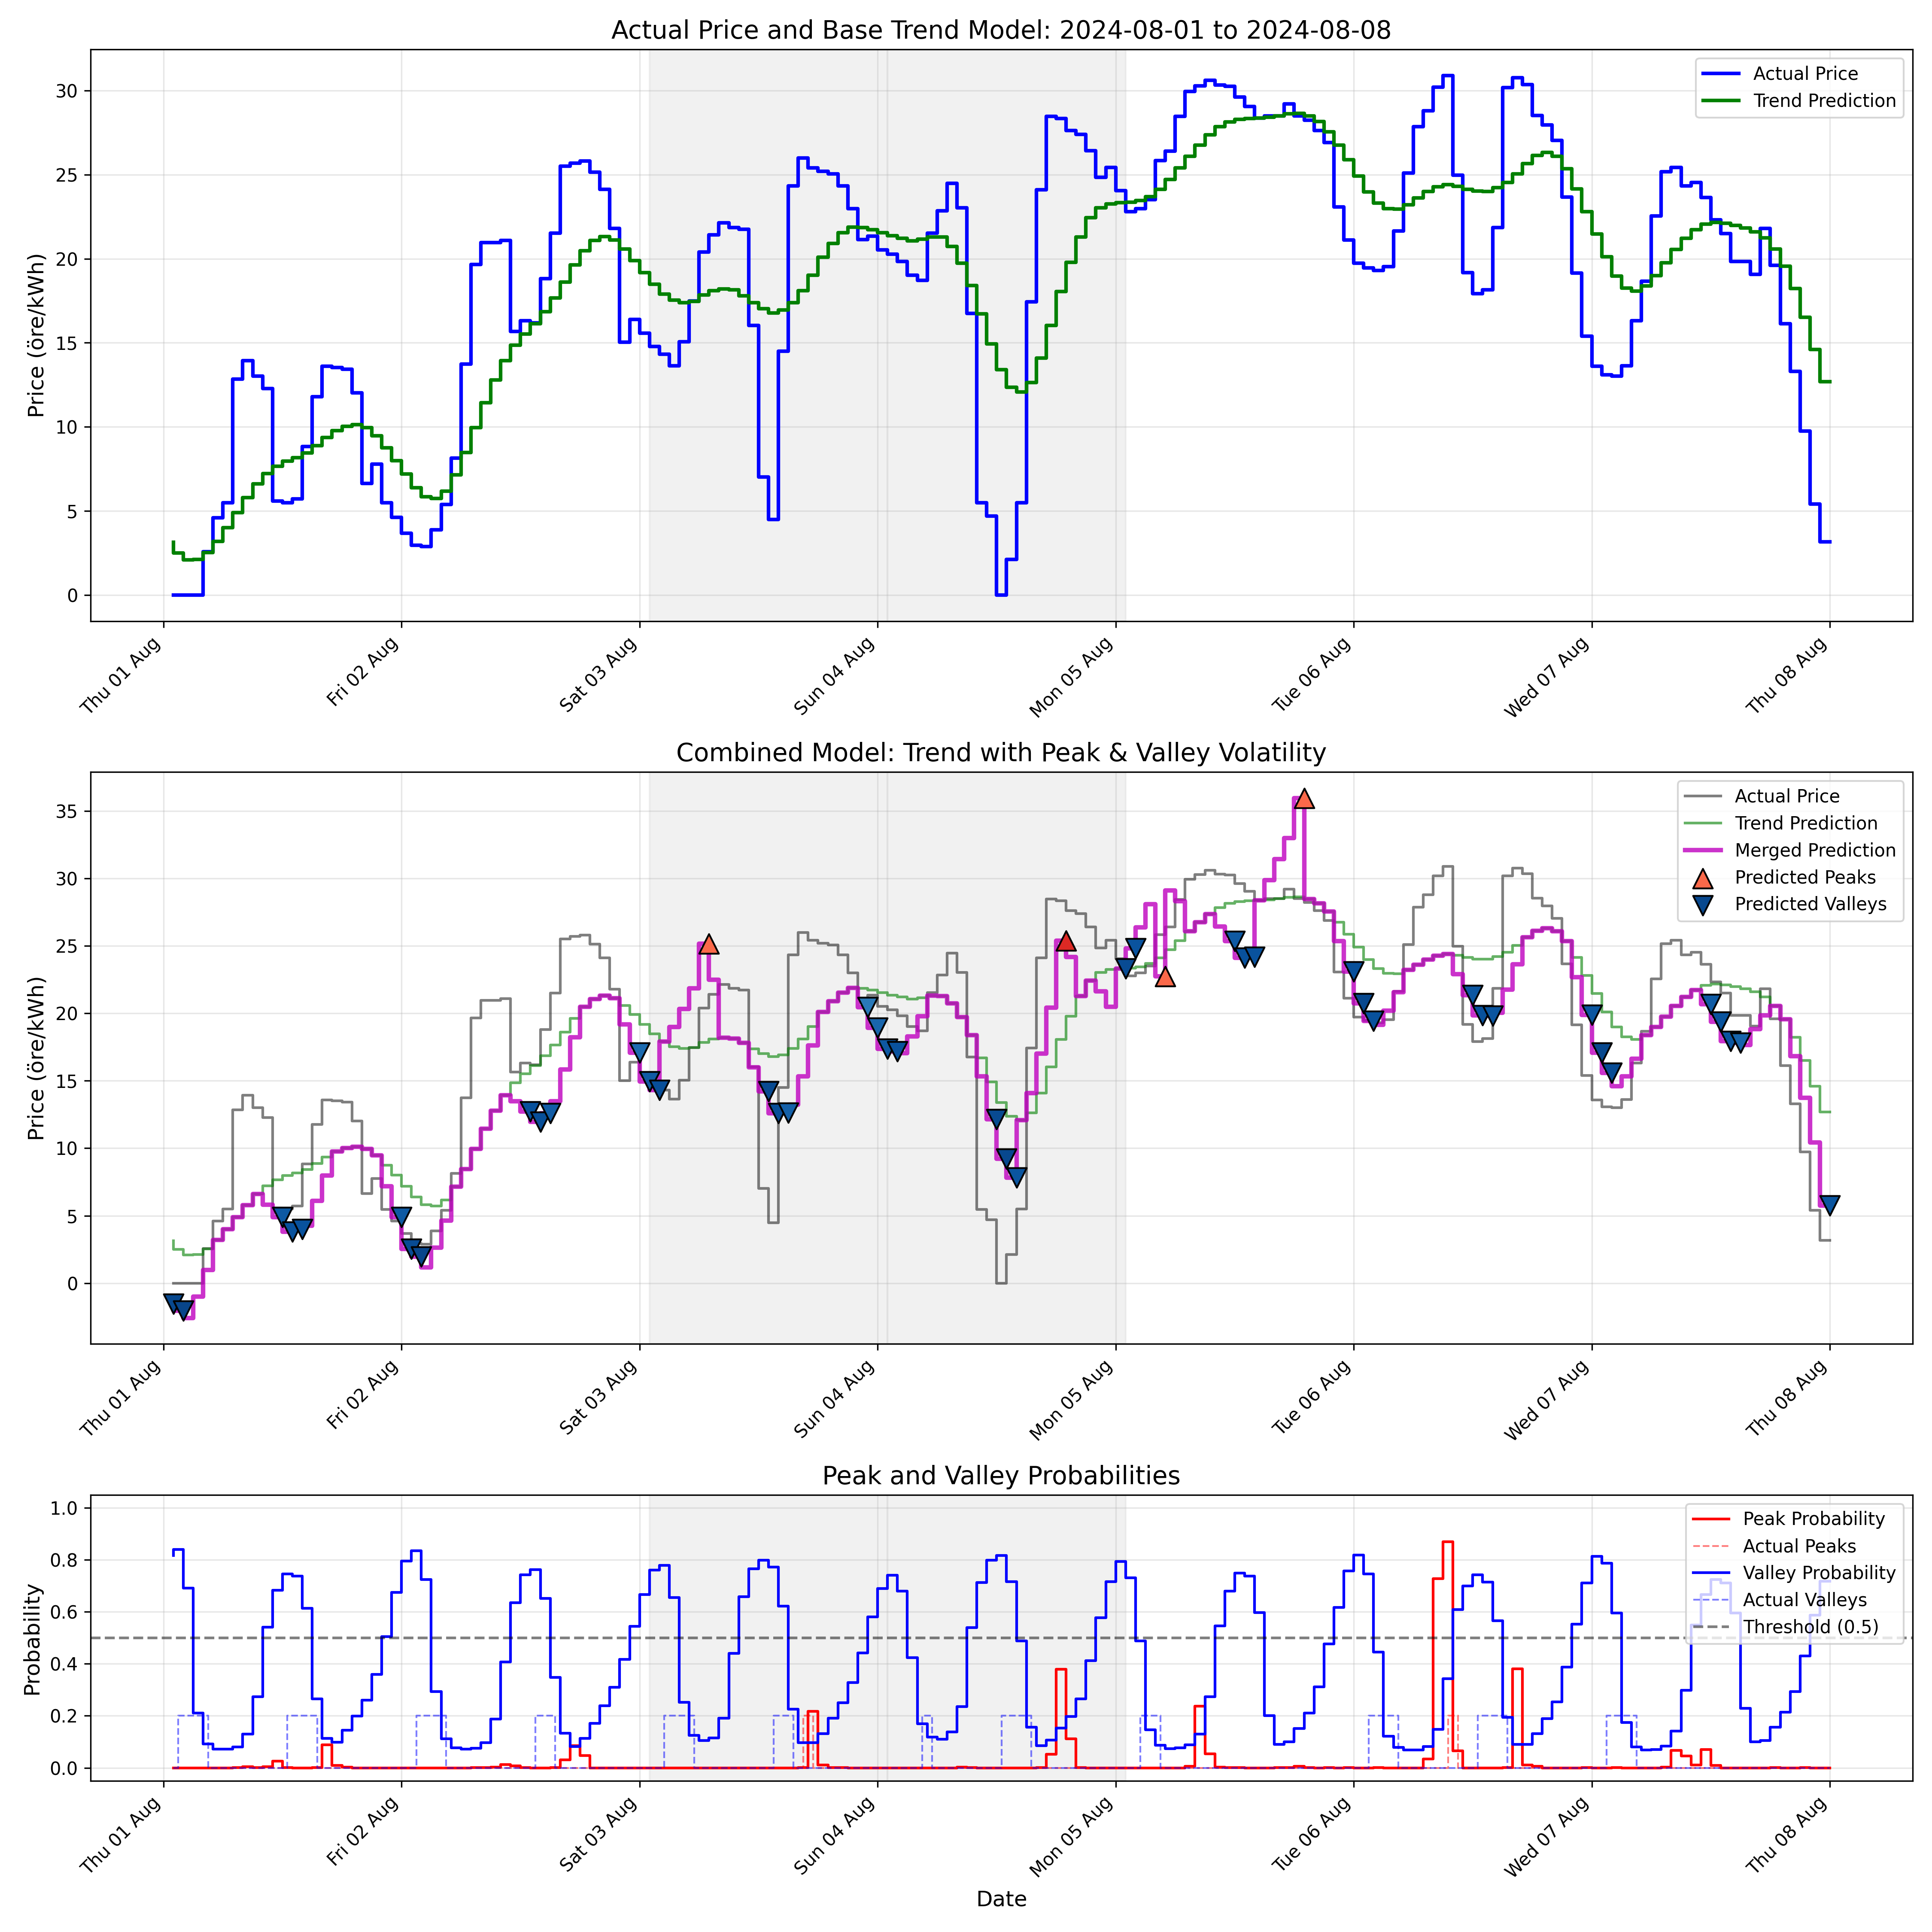 Actual Price and Base Trend Model: 2024-08-01 to 2024-08-08
Price (öre/kWh)
30
25
20
15
10
5
0
Actual Price
Trend Prediction
Thu 01 Aug
Fri 02 Aug
Sat 03 Aug
Sun 04 Aug
Mon 05 Aug
Tue 06 Aug
Wed 07 Aug
Thu 08 Aug
Combined Model: Trend with Peak & Valley Volatility
Price (öre/kWh)
35
30
25
20
15
10
5
0
Actual Price
Trend Prediction
Merged Prediction
Predicted Peaks
Predicted Valleys
Thu 01 Aug
Fri 02 Aug
Sat 03 Aug
Sun 04 Aug
Mon 05 Aug
Tue 06 Aug
Wed 07 Aug
Thu 08 Aug
Peak and Valley Probabilities
Probability
1.0
0.8
0.6
0.4
0.2
0.0
Peak Probability
Actual Peaks
Valley Probability
Actual Valleys
Threshold (0.5)
Thu 01 Aug
Fri 02 Aug
Sat 03 Aug
Sun 04 Aug
Mon 05 Aug
Tue 06 Aug
Wed 07 Aug
Thu 08 Aug
Date